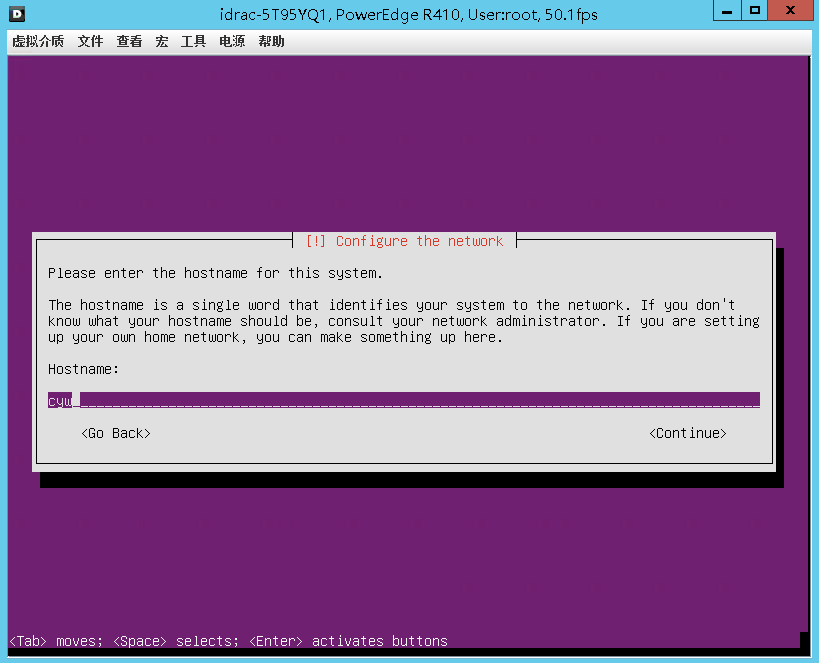 idrac-5T95YQ1, PowerEdge R410, User:root, 50.1fps
虚拟介质 文件 查看 宏 工具 电源 帮助
[!] Configure the network
Please enter the hostname for this system.
The hostname is a single word that identifies your system to the network. If you don't
know what your hostname should be, consult your network administrator. If you are setting
up your own home network, you can make something up here.
Hostname:
cyw
<Go Back> <Continue>
<Tab> moves; <Space> selects; <Enter> activates buttons